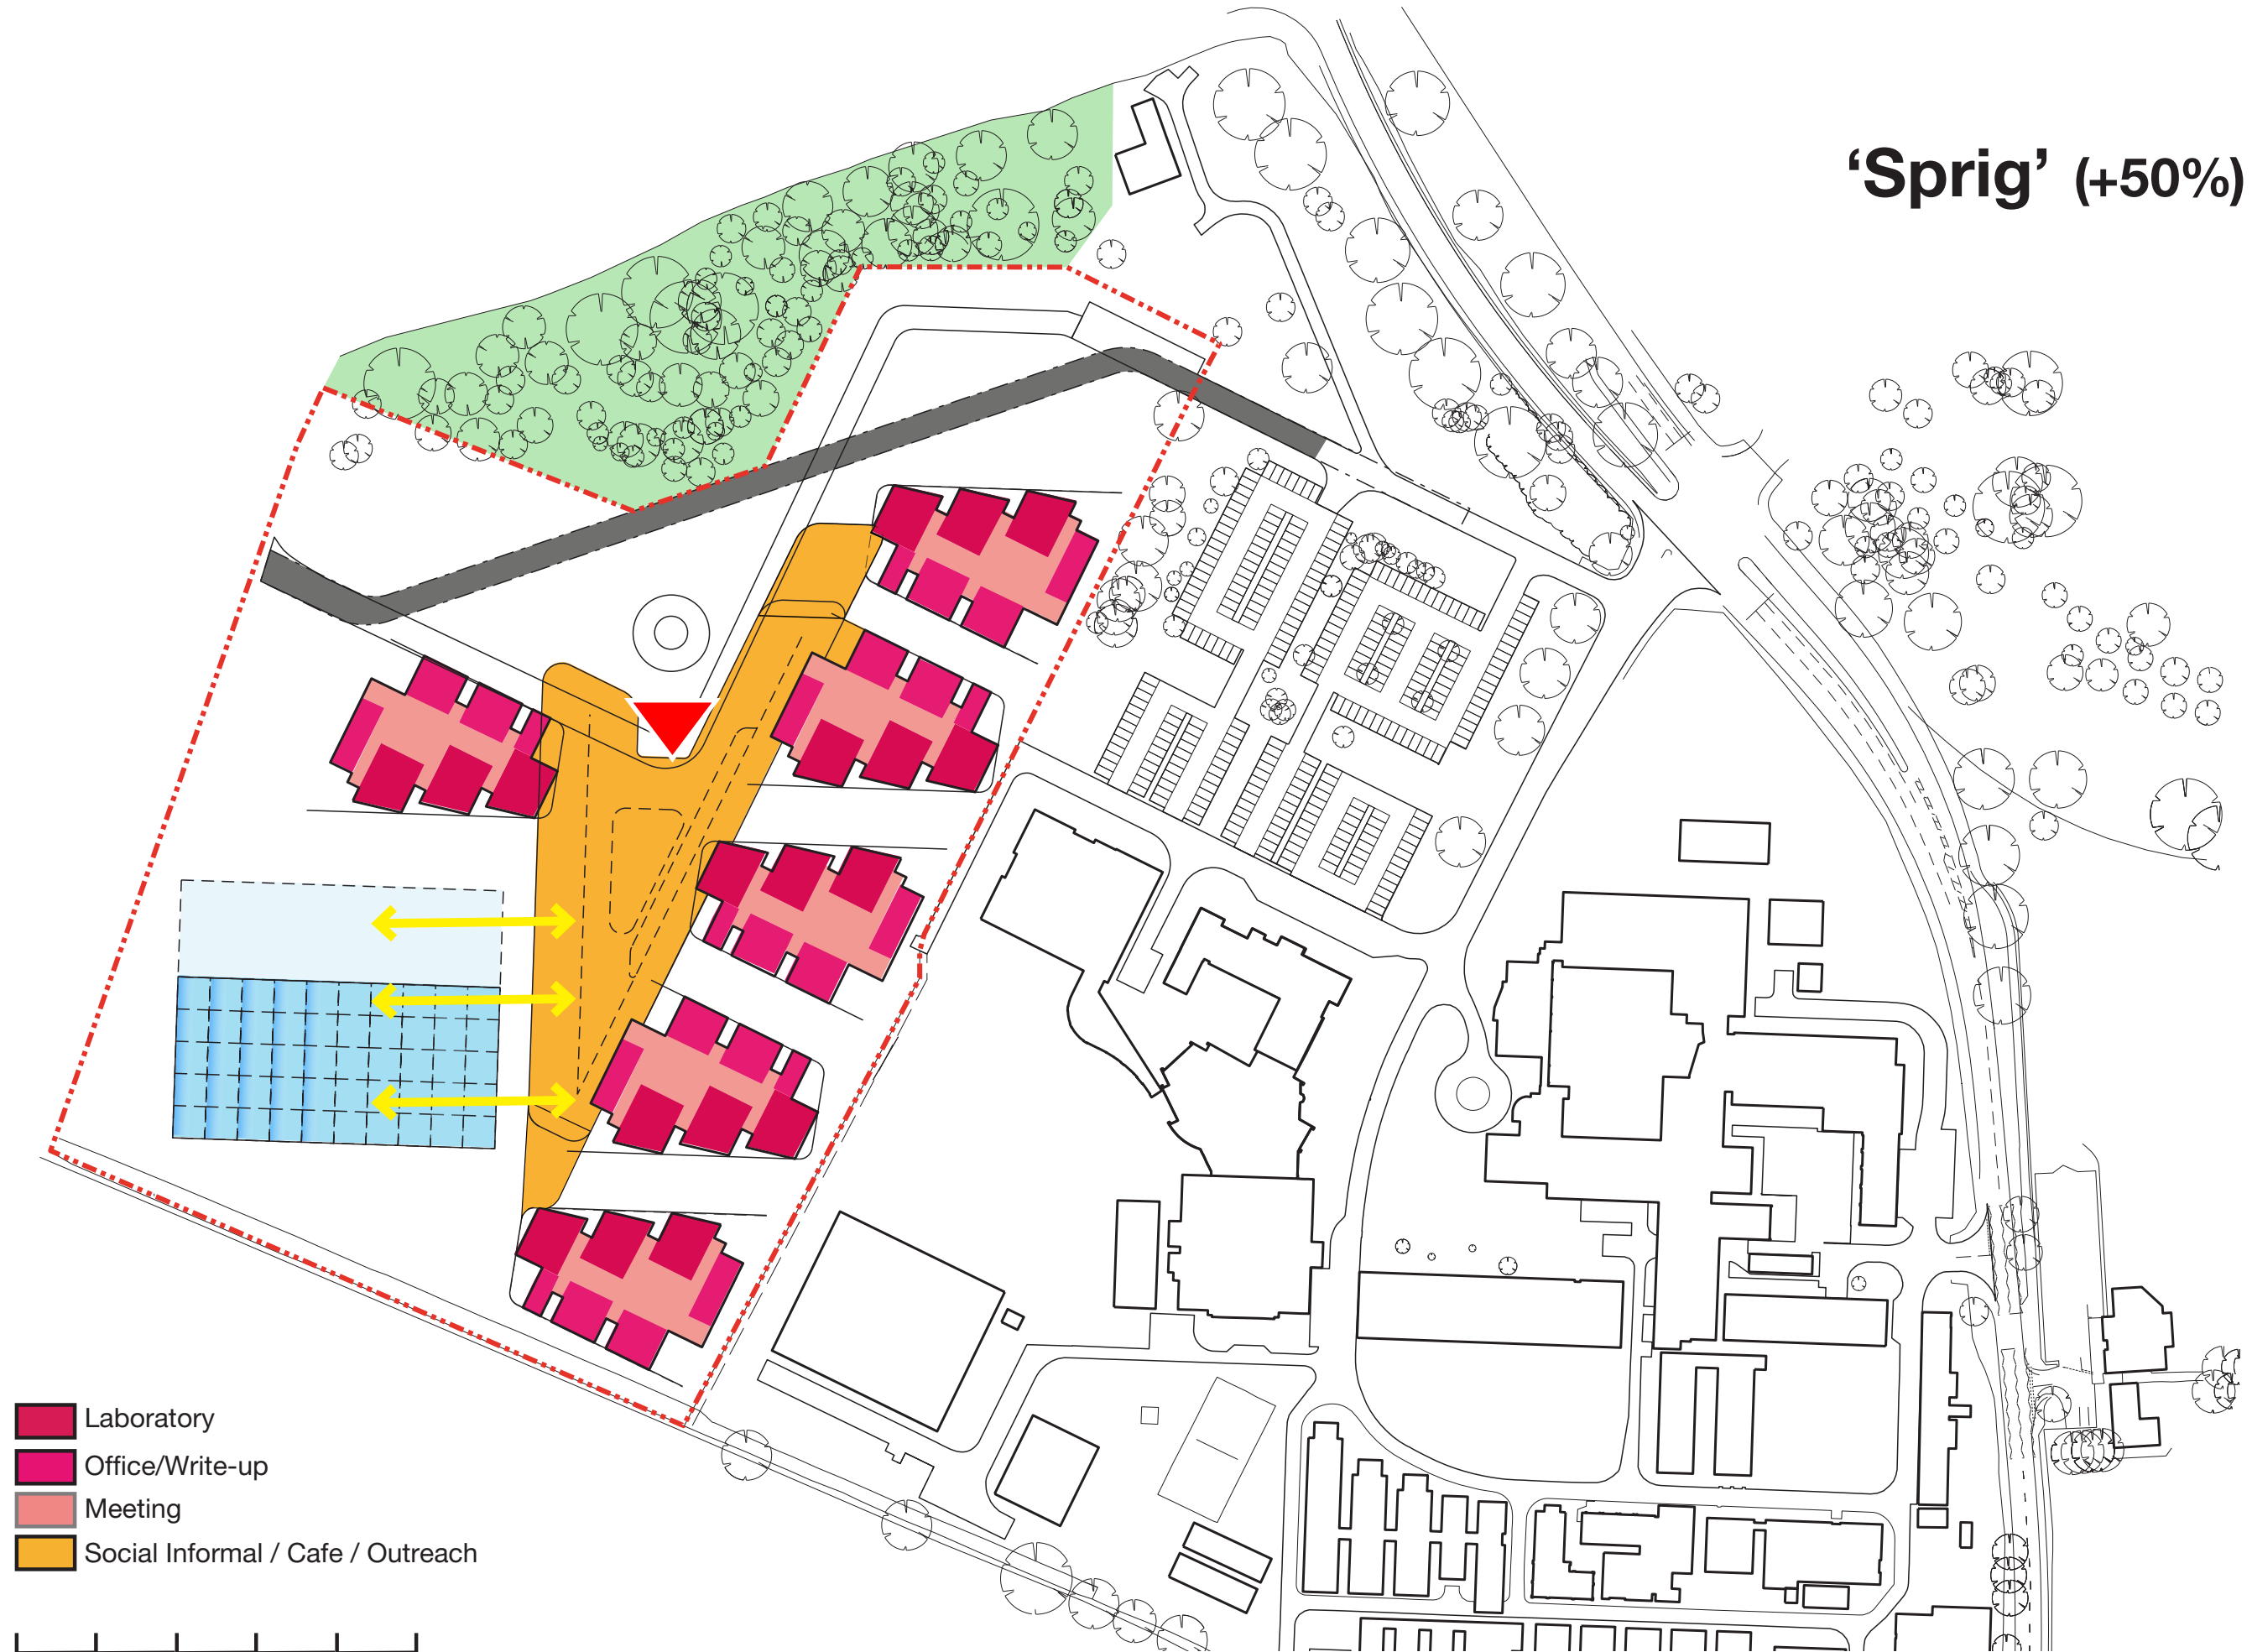 ‘Sprig’ (+50%)
Laboratory
Office/Write-up
Meeting
Social Informal / Cafe / Outreach